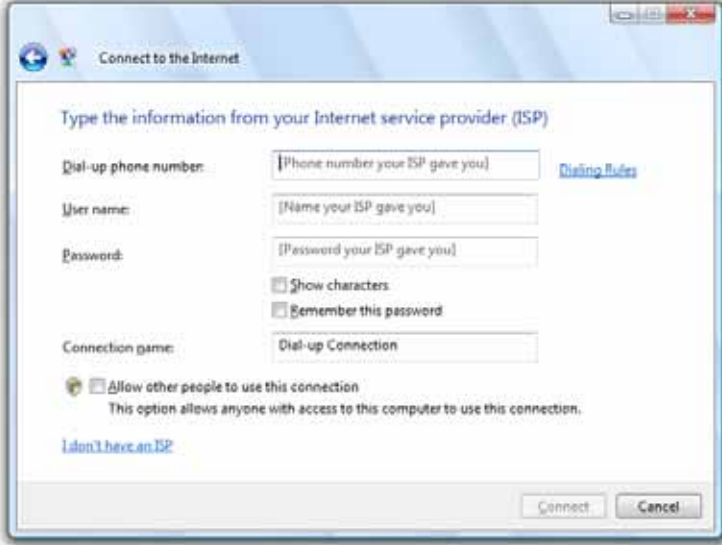 Connect to the Internet
Type the information from your Internet service provider (ISP)
Dial-up phone number: [Phone number your ISP gave you] Dialing Rules
User name: [Name your ISP gave you]
Password: [Password your ISP gave you]
Show characters
Remember this password
Connection name: Dial-up Connection
Allow other people to use this connection
This option allows anyone with access to this computer to use this connection.
I don't have an ISP
Connect Cancel